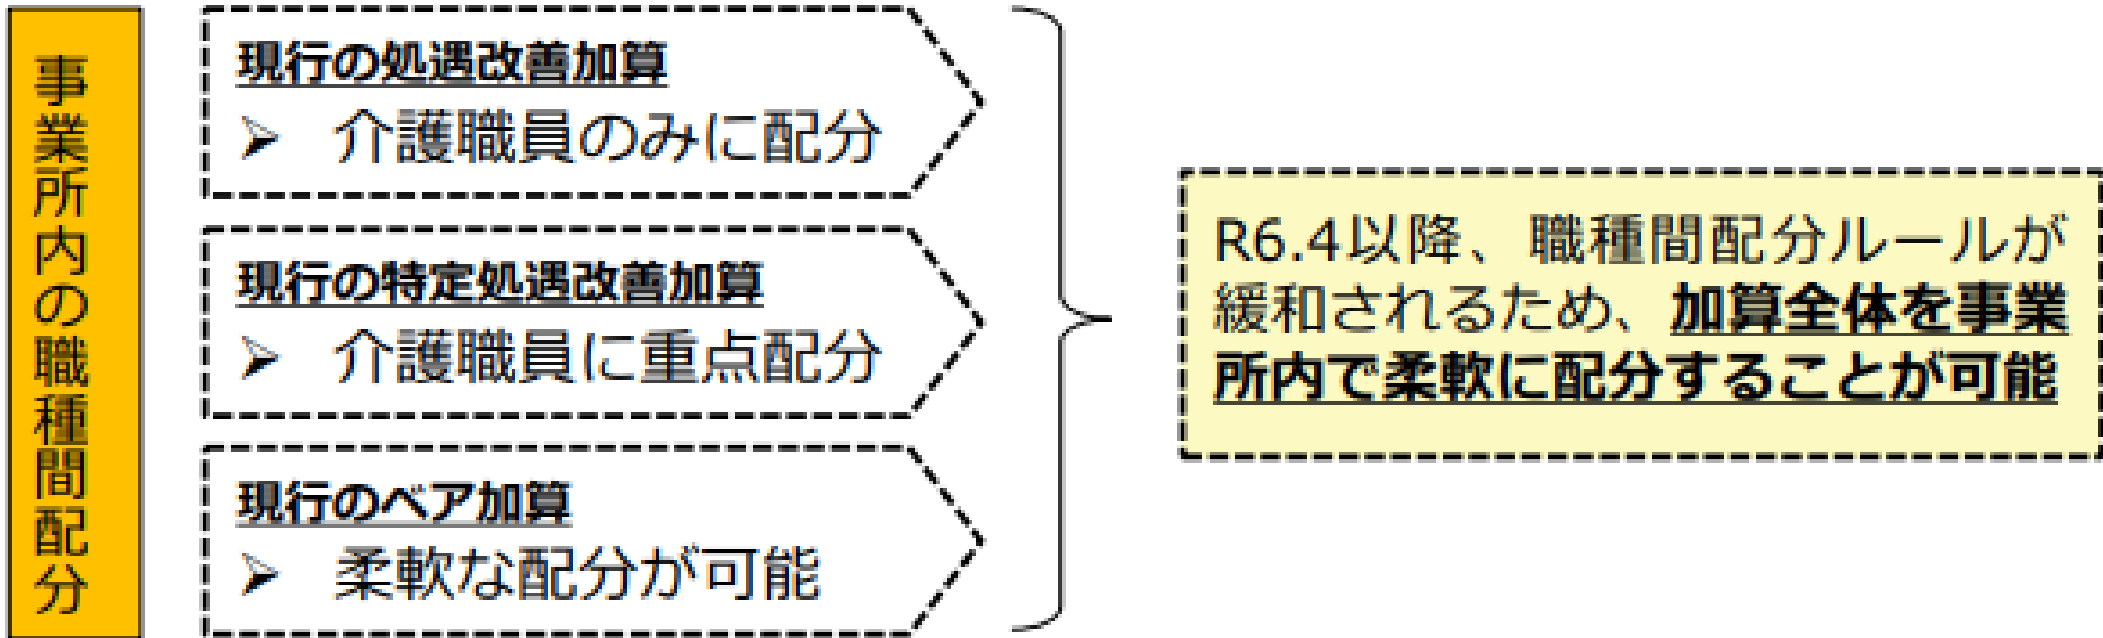 事業所内の職種間配分
現行の処遇改善加算
➢ 介護職員のみに配分
現行の特定処遇改善加算
➢ 介護職員に重点配分
現行のベア加算
➢ 柔軟な配分が可能
R6.4以降、職種間配分ルールが
緩和されるため、加算全体を事業
所内で柔軟に配分することが可能